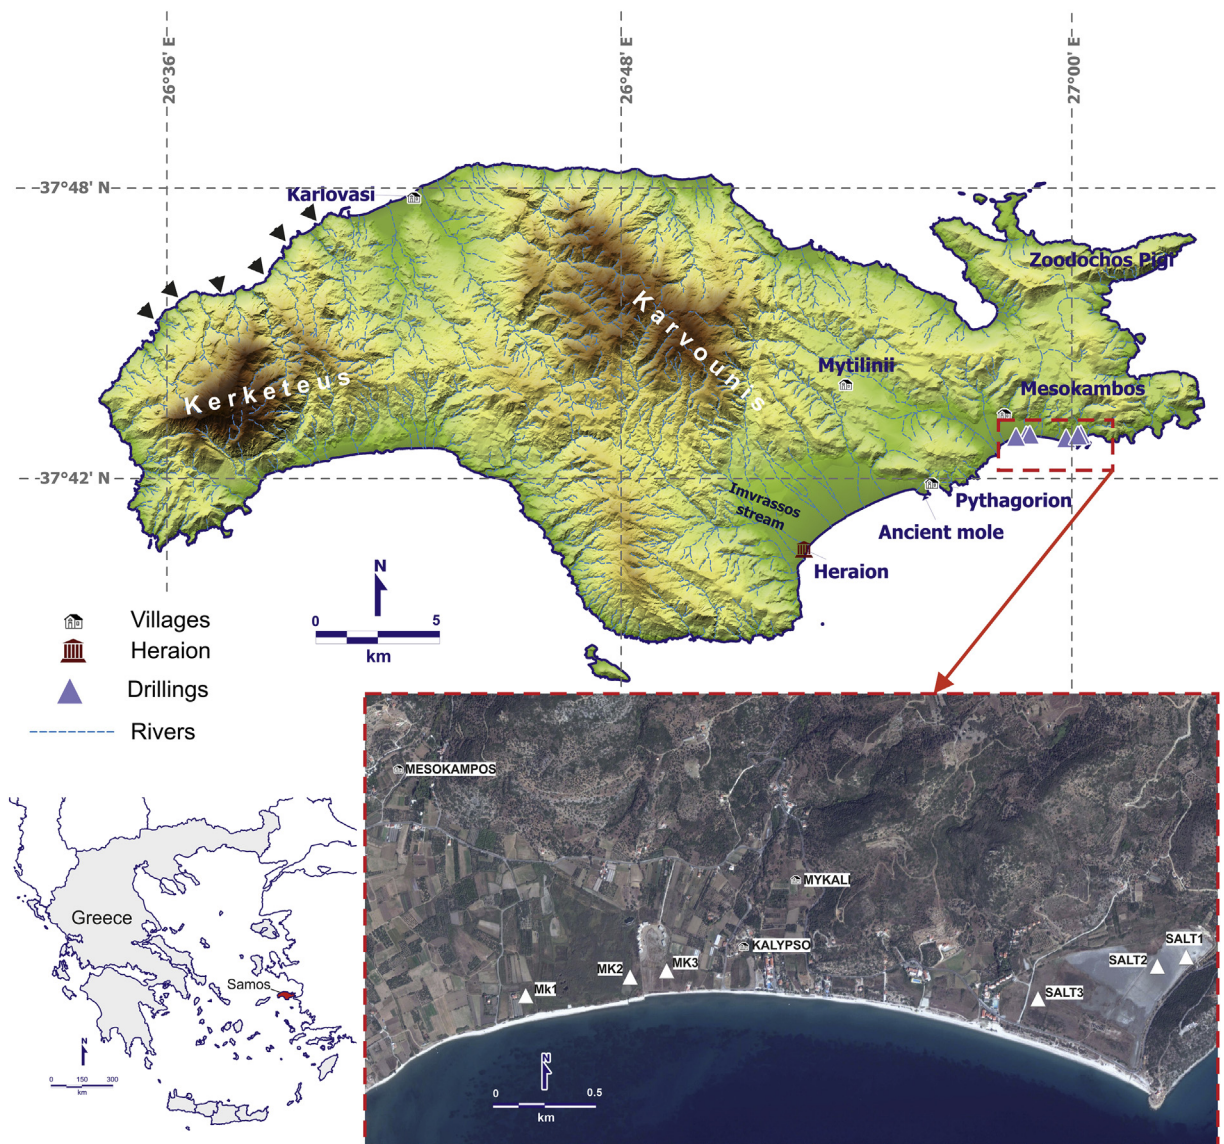 26°36' E
26°48' E
27°00' E
37°48' N
Karlovasi
Zoodochos Pigi
Karvounis
Mytilinii
Kerketeus
Mesokambos
37°42' N
Imvrassos
stream
Pythagorion
Ancient mole
Heraion
N
0 5
km
Villages
Heraion
Drillings
Rivers
MESOKAMPOS
MYKALI
KALYPSO
SALT1
SALT2
MK3
MK2
Mk1
SALT3
N
0 0.5
km
Greece
Samos
N
0 150 300
km